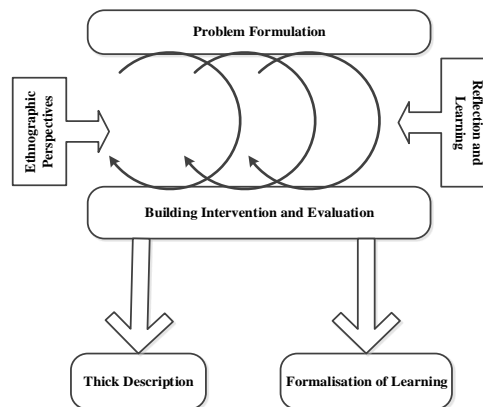 Problem Formulation
Ethnographic
Perspectives
Reflection and
Learning
Building Intervention and Evaluation
Thick Description
Formalisation of Learning